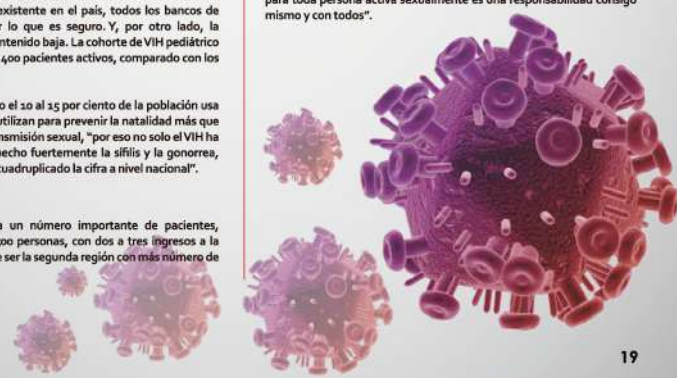 existente en el país, todos los bancos de
r lo que es seguro. Y, por otro lado, la
ntenido baja. La cohorte de VIH pediátrico
400 pacientes activos, comparado con los
o el 10 al 15 por ciento de la población usa
utilizan para prevenir la natalidad más que
nsmisión sexual, "por eso no solo el VIH ha
echo fuertemente la sífilis y la gonorrea,
cuadruplicado la cifra a nivel nacional".
a un número importante de pacientes,
00 personas, con dos a tres ingresos a la
e ser la segunda región con más número de
para toda persona activa sexualmente es una responsabilidad consigo
mismo y con todos".
19